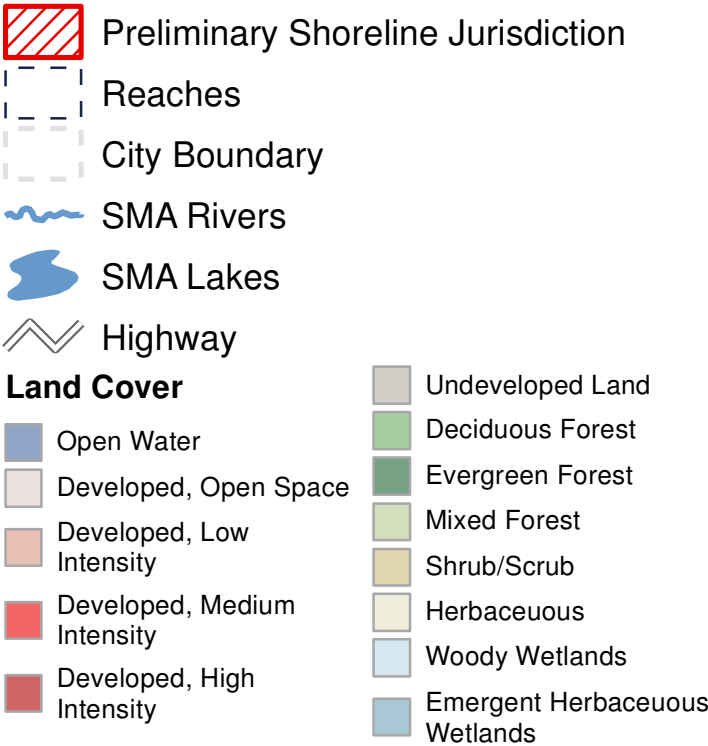 Preliminary Shoreline Jurisdiction
Reaches
City Boundary
SMA Rivers
SMA Lakes
Highway
Land Cover
Open Water
Developed, Open Space
Developed, Low
Intensity
Developed, Medium
Intensity
Developed, High
Intensity
Undeveloped Land
Deciduous Forest
Evergreen Forest
Mixed Forest
Shrub/Scrub
Herbaceuous
Woody Wetlands
Emergent Herbaceuous
Wetlands